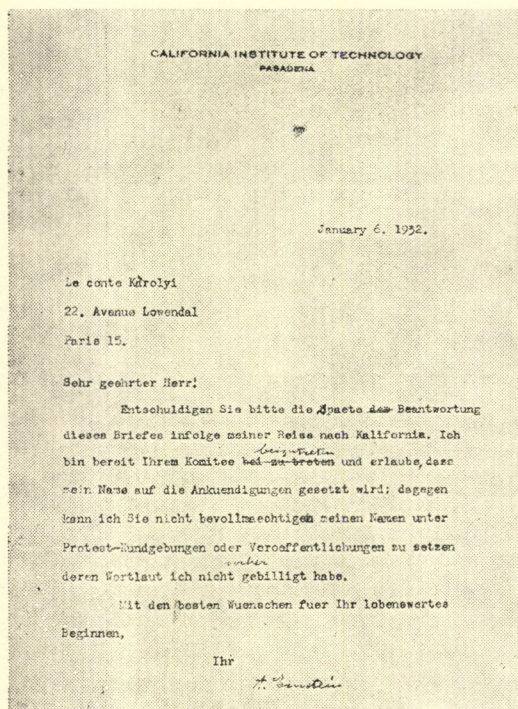 CALIFORNIA INSTITUTE OF TECHNOLOGY
PASADENA
January 6. 1932.
Le conte Károlyi
22. Avenue Lowendal
Paris 15.
Sehr geehrter Herr!
Entschuldigen Sie bitte die Spaete der Beantwortung
dieses Briefes infolge meiner Reise nach Kalifornia. Ich
beizutreten
bin bereit Ihrem Komitee bei zu treten und erlaube, dass
mein Name auf die Ankuendigungen gesetzt wird; dagegen
kann ich Sie nicht bevollmaechtigen meinen Namen unter
Protest-Kundgebungen oder Veroeffentlichungen zu setzen
vorher
deren Wortlaut ich nicht gebilligt habe.
Mit den besten Wuenschen fuer Ihr lobenswertes
Beginnen,
Ihr
A. Einstein